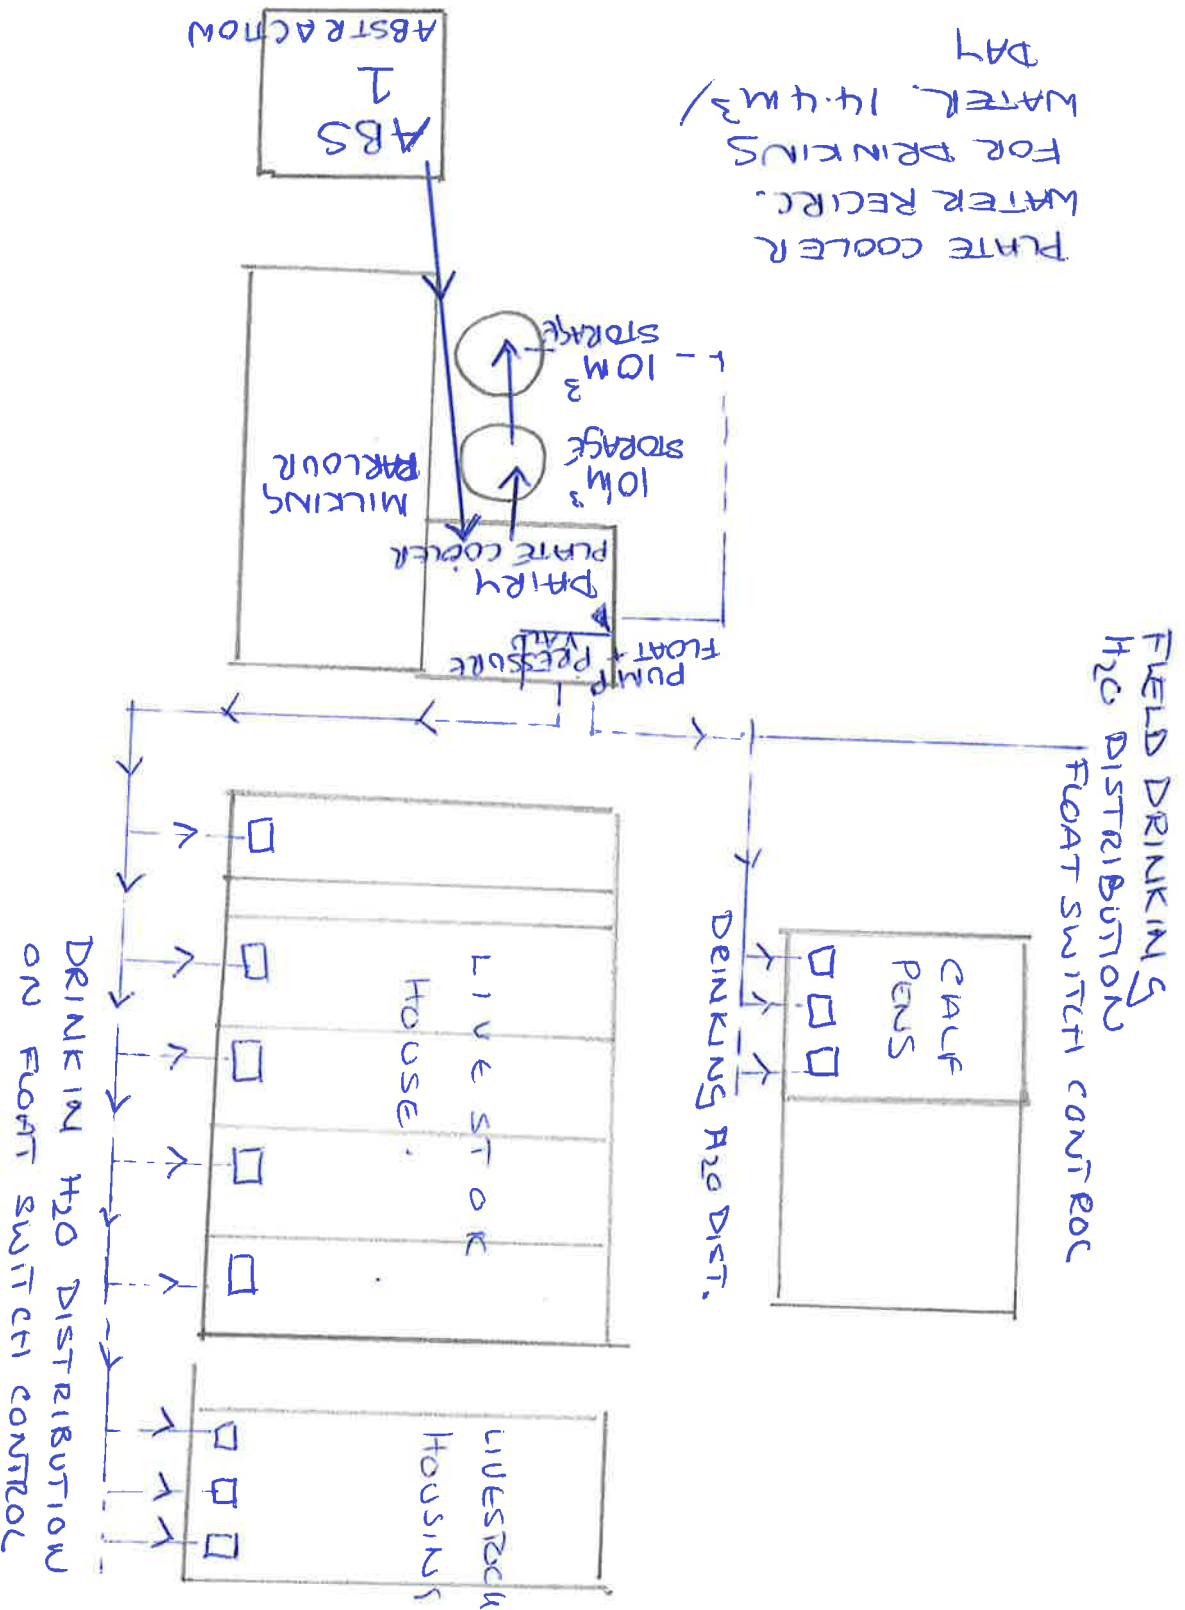 PLATE COOLER
WATER RECIRC.
FOR DRINKING
WATER. 14.4M³/
DAY
ABS
1
ABSTRACTION
10M³
STORAGE
10M³
STORAGE
MILKING
PARLOUR
DAIRY
PLATE COOLER
PUMP PRESSURE
FLOAT +
FIELD DRINKING
H2O DISTRIBUTION
FLOAT SWITCH CONTROL
CALF
PENS
DRINKING H2O DIST.
LIVESTOK
HOUSE.
LIVESTOCK
HOUSING
DRINKIN H2O DISTRIBUTION
ON FLOAT SWITCH CONTROL